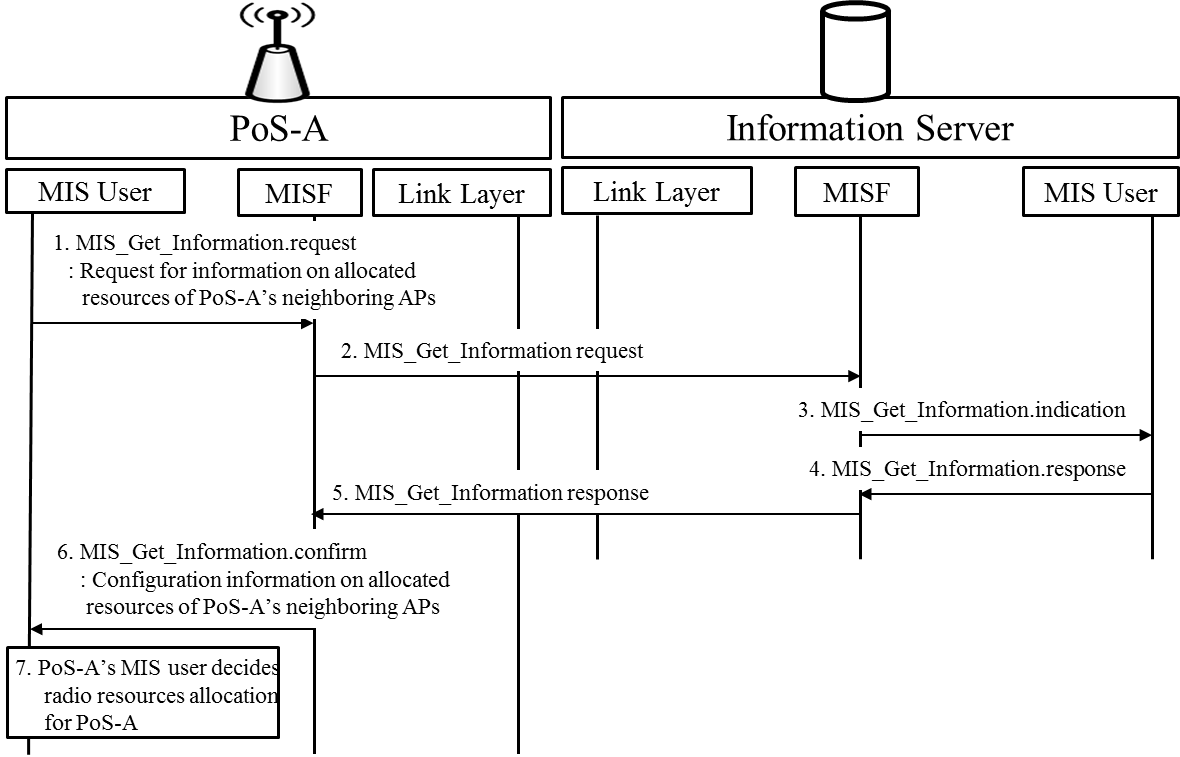 PoS-A
Information Server
MIS User
MISF
Link Layer
Link Layer
MISF
MIS User
1. MIS_Get_Information.request
: Request for information on allocated
resources of PoS-A's neighboring APs
2. MIS_Get_Information request
3. MIS_Get_Information.indication
4. MIS_Get_Information.response
5. MIS_Get_Information response
6. MIS_Get_Information.confirm
: Configuration information on allocated
resources of PoS-A's neighboring APs
7. PoS-A's MIS user decides
radio resources allocation
for PoS-A